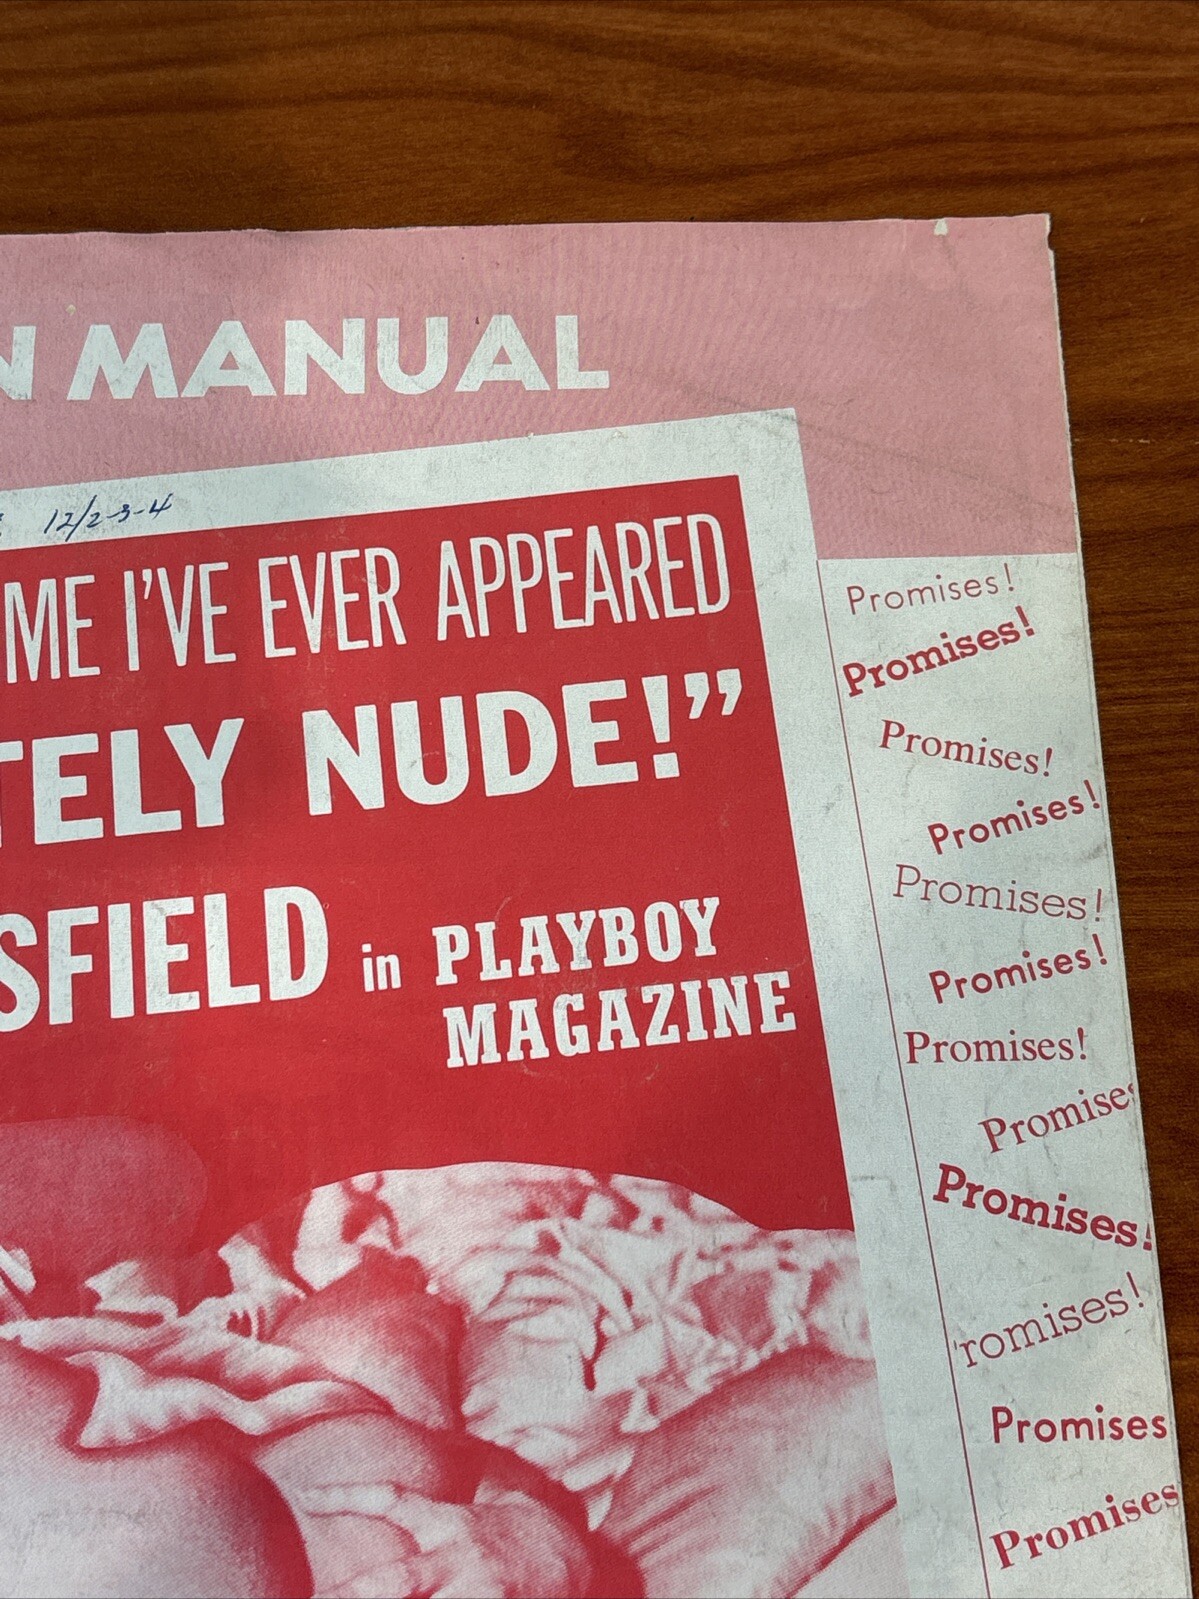 N MANUAL
12/2-3-4
ME I'VE EVER APPEARED
TELY NUDE!”
SFIELD in PLAYBOY
MAGAZINE
Promises!
Promises!
Promises!
Promises!
Promises!
Promises!
Promises!
Promises
Promises!
romises!
Promises
Promises